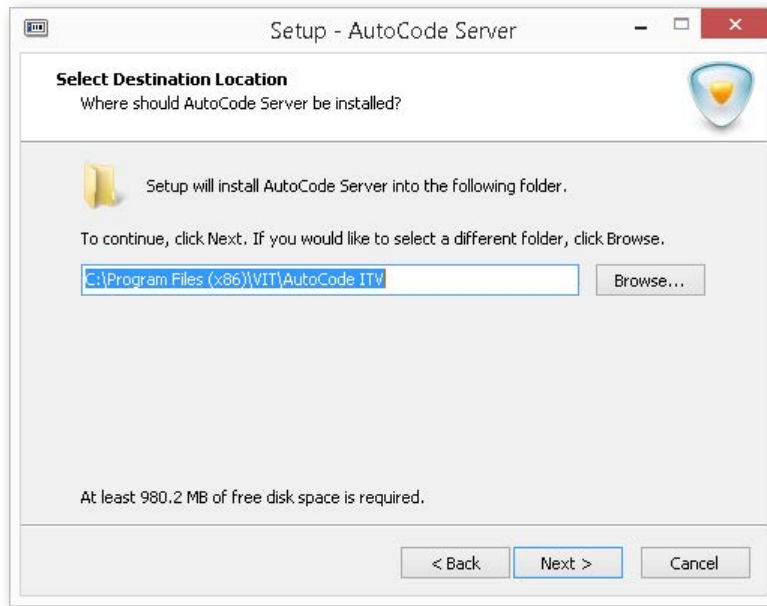 Setup - AutoCode Server
Select Destination Location
Where should AutoCode Server be installed?
Setup will install AutoCode Server into the following folder.
To continue, click Next. If you would like to select a different folder, click Browse.
C:\Program Files (x86)\VIT\AutoCode ITV
Browse...
At least 980.2 MB of free disk space is required.
< Back
Next >
Cancel